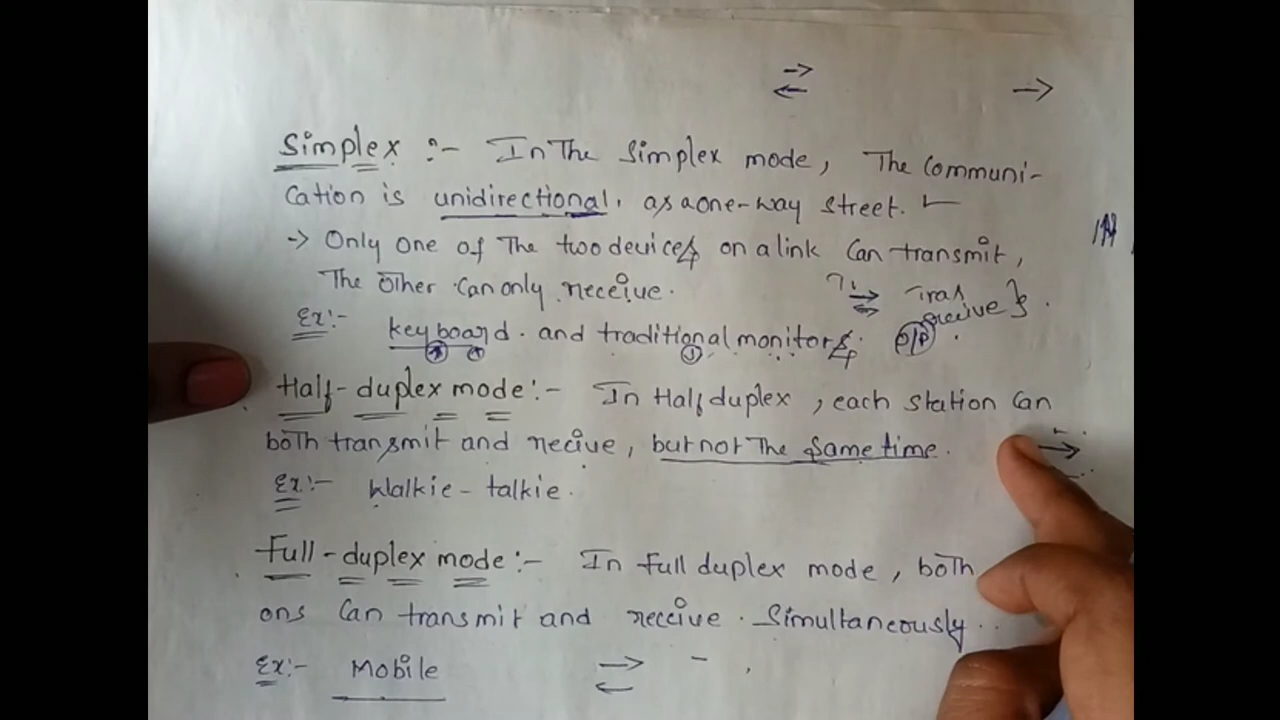 Simplex :- In The Simplex mode, The Communi-
Cation is unidirectional. as a one-way street.
-> Only one of The two devices on a link Can transmit,
The other Can only receive.
Ex:- keyboard. and traditional monitors. O/P
receive
Half-duplex mode:- In Half duplex, each station Can
both transmit and recive, but not The same time.
Ex:- Walkie-talkie.
Full-duplex mode:- In full duplex mode, both
ons Can transmit and receive. Simultaneously..
Ex:- Mobile